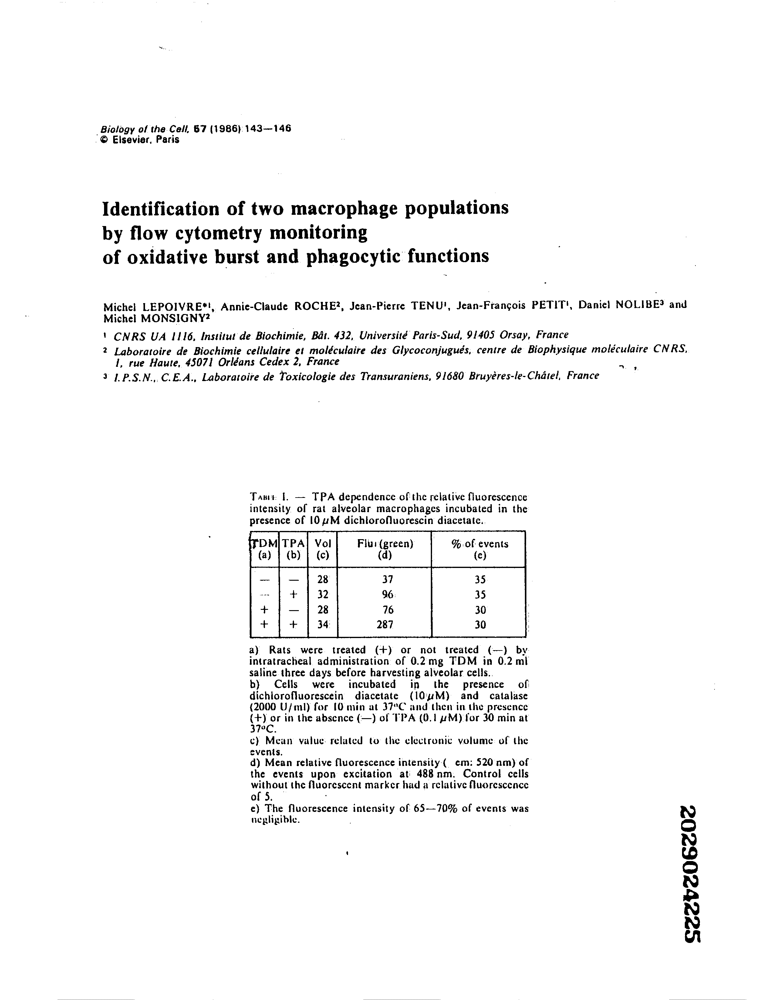 Biology of the Cell, 57 (1986) 143—146
© Elsevier, Paris
Identification of two macrophage populations
by flow cytometry monitoring
of oxidative burst and phagocytic functions
Michel LEPOIVRE*¹, Annie-Claude ROCHE², Jean-Pierre TENU¹, Jean-François PETIT¹, Daniel NOLIBE³ and
Michel MONSIGNY²
¹ CNRS UA 1116, Institut de Biochimie, Bât. 432, Université Paris-Sud, 91405 Orsay, France
² Laboratoire de Biochimie cellulaire et moléculaire des Glycoconjugués, centre de Biophysique moléculaire CNRS,
1, rue Haute, 45071 Orléans Cedex 2, France
³ I.P.S.N., C.E.A., Laboratoire de Toxicologie des Transuraniens, 91680 Bruyères-le-Châtel, France
TABLE I. — TPA dependence of the relative fluorescence
intensity of rat alveolar macrophages incubated in the
presence of 10 µM dichlorofluorescin diacetate.
TDM TPA Vol Fluo (green) % of events
(a) (b) (c) (d) (e)
— — 28 37 35
— + 32 96 35
+ — 28 76 30
+ + 34 287 30
a) Rats were treated (+) or not treated (—) by
intratracheal administration of 0.2 mg TDM in 0.2 ml
saline three days before harvesting alveolar cells.
b) Cells were incubated in the presence of
dichlorofluorescein diacetate (10 µM) and catalase
(2000 U/ml) for 10 min at 37°C and then in the presence
(+) or in the absence (—) of TPA (0.1 µM) for 30 min at
37°C.
c) Mean value related to the electronic volume of the
events.
d) Mean relative fluorescence intensity ( em: 520 nm) of
the events upon excitation at 488 nm. Control cells
without the fluorescent marker had a relative fluorescence
of 5.
e) The fluorescence intensity of 65—70% of events was
negligible.
2029024225